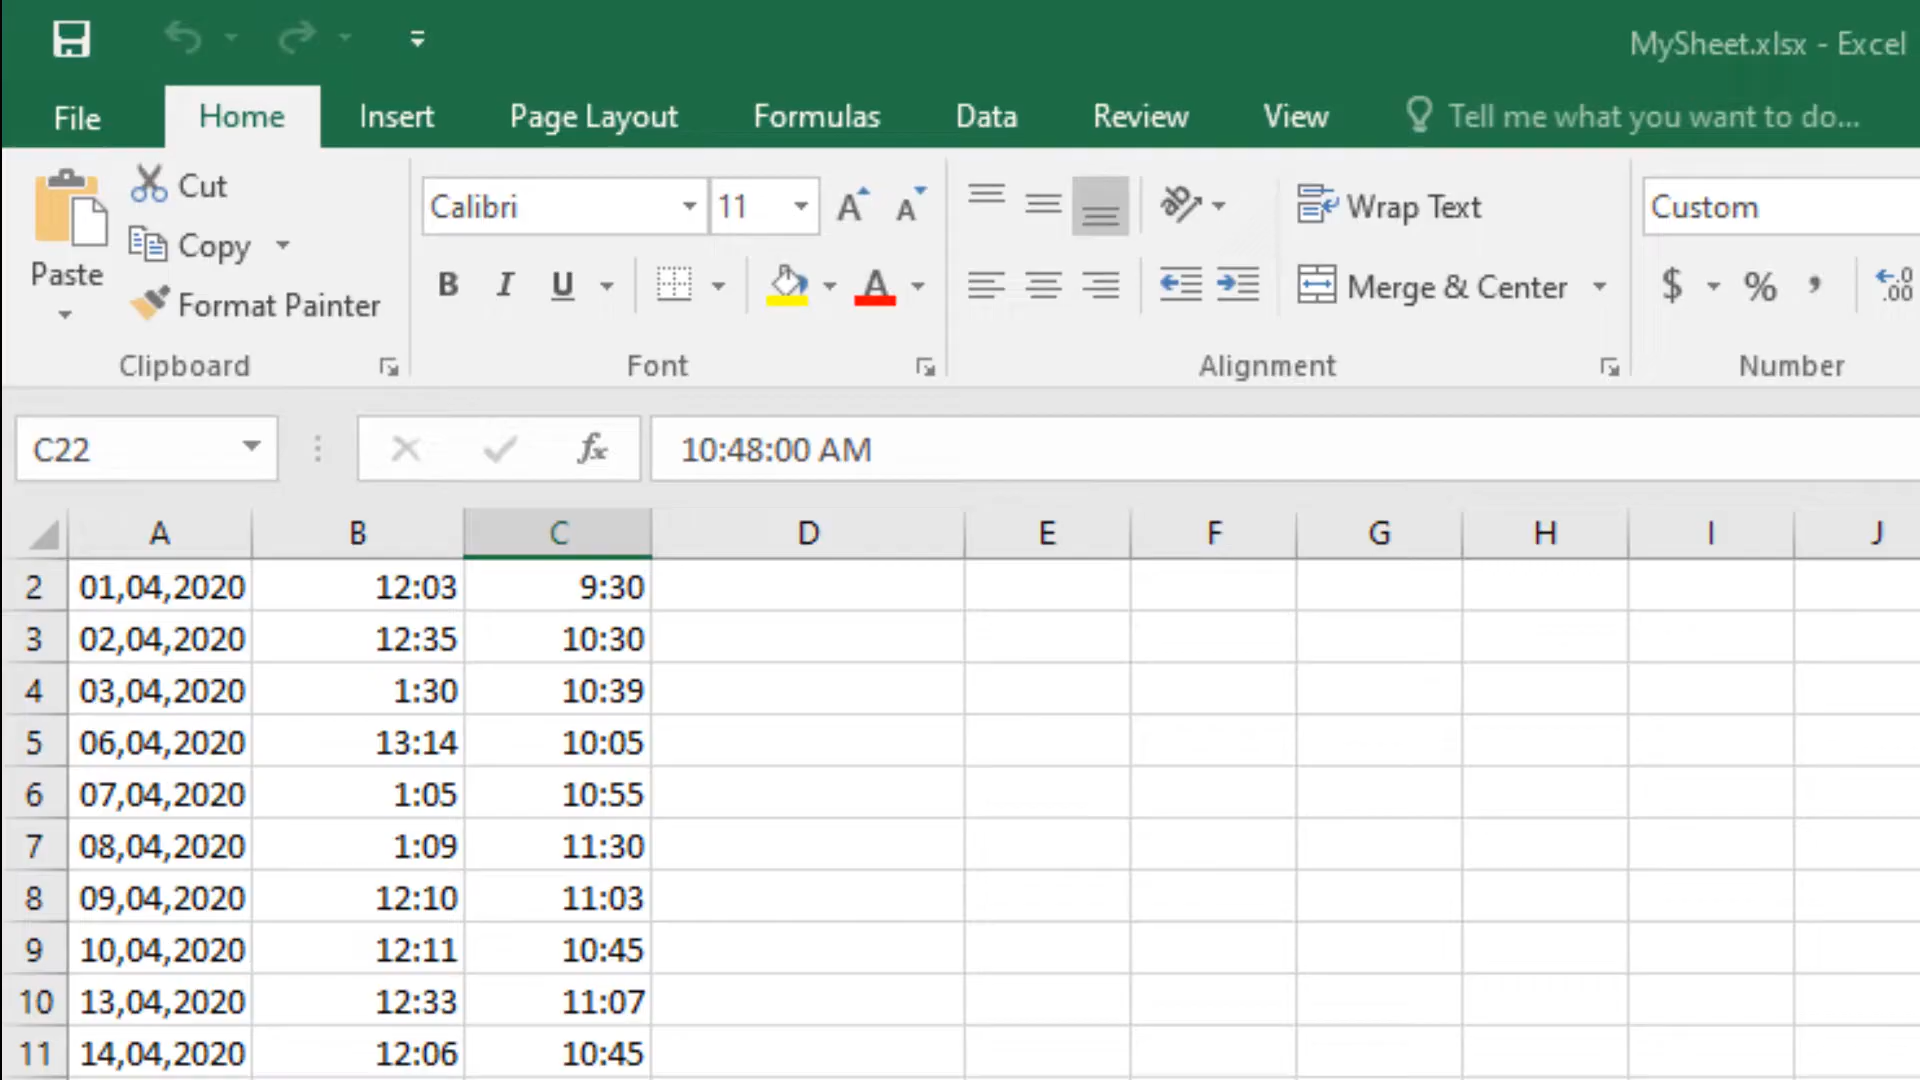 MySheet.xlsx - Excel
File Home Insert Page Layout Formulas Data Review View Tell me what you want to do...
Cut
Copy
Format Painter
Paste
Clipboard
Calibri 11 A A
B I U A
Font
ab Wrap Text
Merge & Center
Alignment
Custom
$ % , .0 .00
Number
C22 fx 10:48:00 AM
A B C D E F G H I J
2 01,04,2020 12:03 9:30
3 02,04,2020 12:35 10:30
4 03,04,2020 1:30 10:39
5 06,04,2020 13:14 10:05
6 07,04,2020 1:05 10:55
7 08,04,2020 1:09 11:30
8 09,04,2020 12:10 11:03
9 10,04,2020 12:11 10:45
10 13,04,2020 12:33 11:07
11 14,04,2020 12:06 10:45